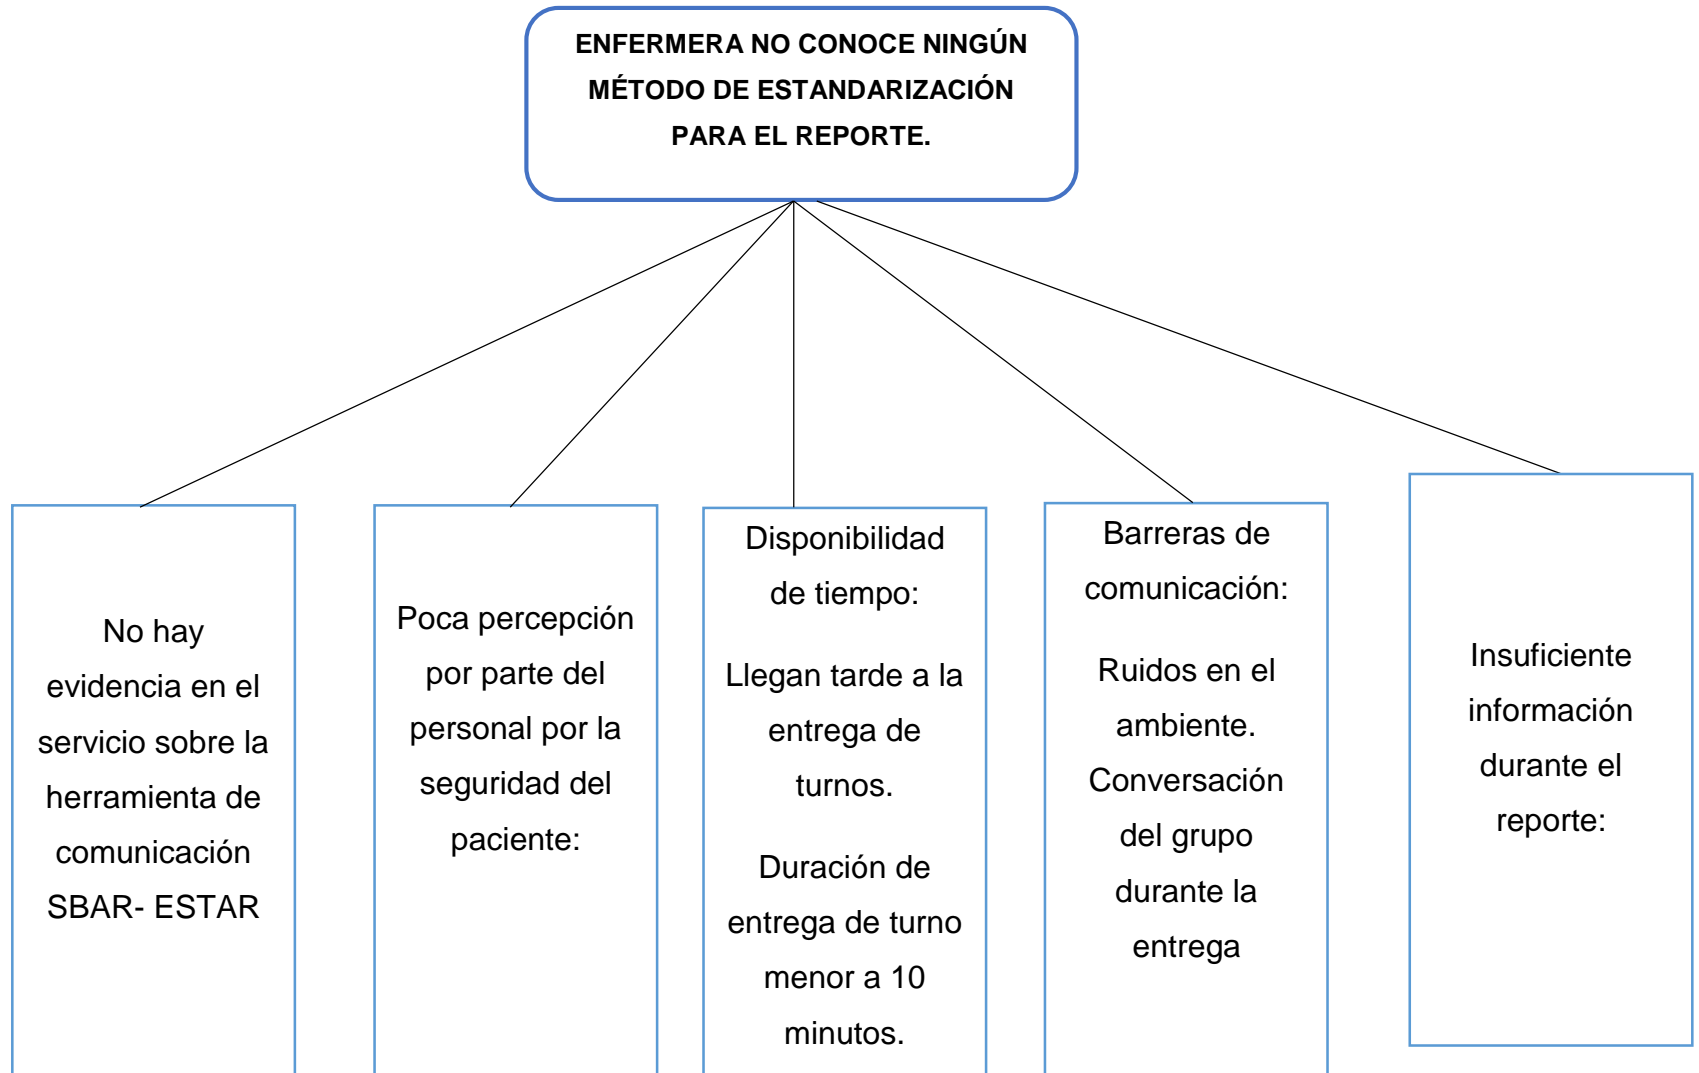 ENFERMERA NO CONOCE NINGÚN
MÉTODO DE ESTANDARIZACIÓN
PARA EL REPORTE.
No hay
evidencia en el
servicio sobre la
herramienta de
comunicación
SBAR- ESTAR
Poca percepción
por parte del
personal por la
seguridad del
paciente:
Disponibilidad
de tiempo:
Llegan tarde a la
entrega de
turnos.
Duración de
entrega de turno
menor a 10
minutos.
Barreras de
comunicación:
Ruidos en el
ambiente.
Conversación
del grupo
durante la
entrega
Insuficiente
información
durante el
reporte: